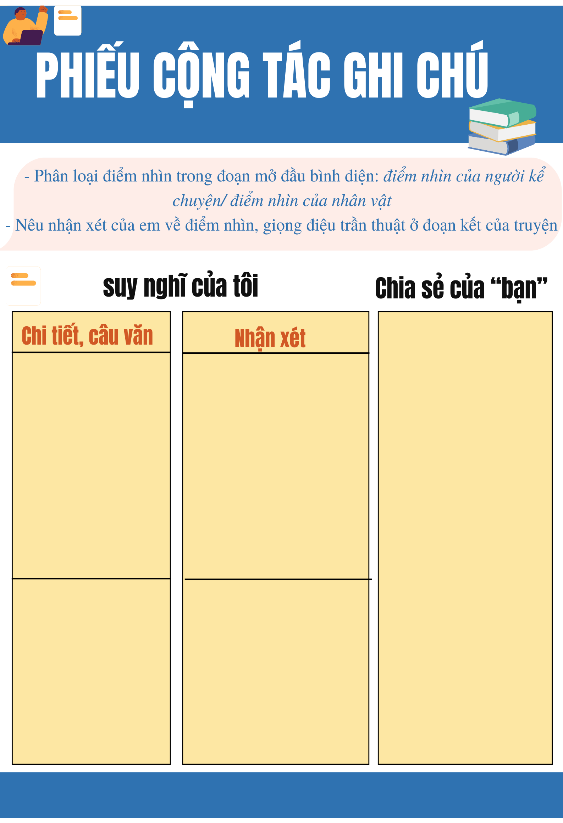 PHIẾU CỘNG TÁC GHI CHÚ
- Phân loại điểm nhìn trong đoạn mở đầu bình diện: điểm nhìn của người kể
chuyện/ điểm nhìn của nhân vật
- Nêu nhận xét của em về điểm nhìn, giọng điệu trần thuật ở đoạn kết của truyện
suy nghĩ của tôi
Chia sẻ của “bạn”
Chi tiết, câu văn
Nhận xét